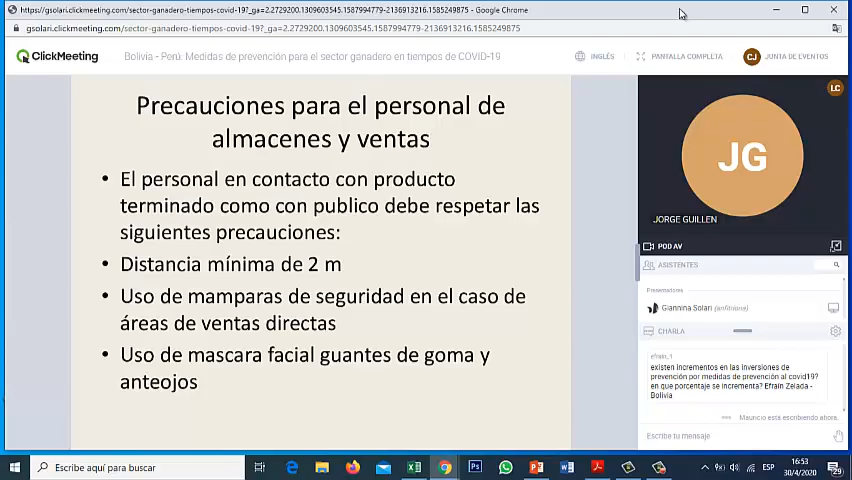 https://gsolari.clickmeeting.com/sector-ganadero-tiempos-covid-19?_ga=2.2729200.1309603545.1587994779-2136913216.1585249875 - Google Chrome
gsolari.clickmeeting.com/sector-ganadero-tiempos-covid-19?_ga=2.2729200.1309603545.1587994779-2136913216.1585249875
ClickMeeting
Bolivia - Perú. Medidas de prevención para el sector ganadero en tiempos de COVID-19
INGLÉS
PANTALLA COMPLETA
CJ
JUNTA DE EVENTOS
Precauciones para el personal de
almacenes y ventas
• El personal en contacto con producto
terminado como con publico debe respetar las
siguientes precauciones:
• Distancia mínima de 2 m
• Uso de mamparas de seguridad en el caso de
áreas de ventas directas
• Uso de mascara facial guantes de goma y
anteojos
LC
JG
JORGE GUILLEN
POD AV
ASISTENTES
Presentadores
Giannina Solari (anfitriona)
CHARLA
efrain_1
existen incrementos en las inversiones de
prevención por medidas de prevención al covid19?
en que porcentaje se incrementa? Efraín Zelada -
Bolivia
Mauricio está escribiendo ahora.
Escribe tu mensaje
Escribe aquí para buscar
ESP
16:53
30/4/2020
29